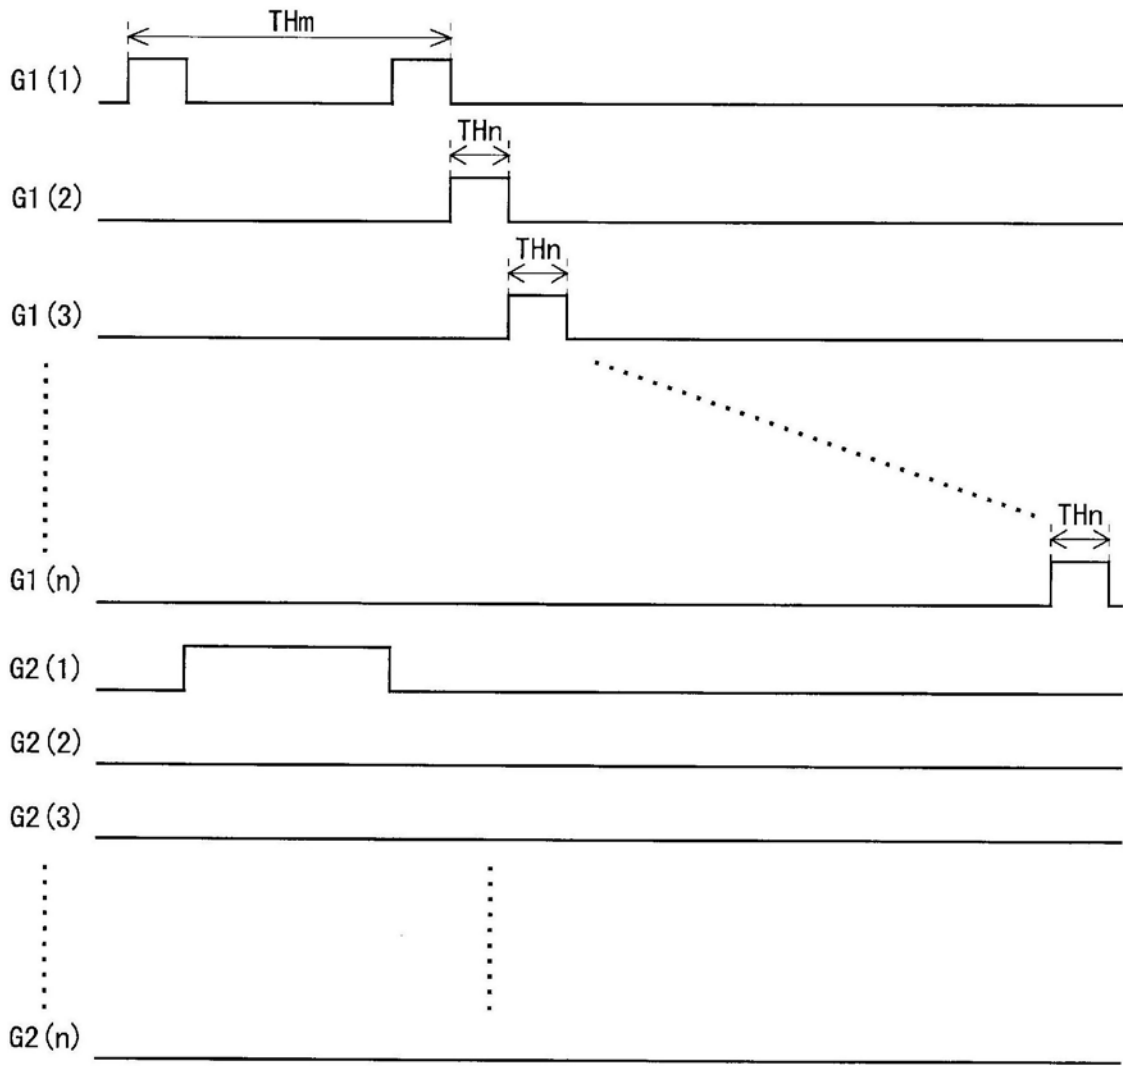 THm
G1(1)
THn
G1(2)
THn
G1(3)
THn
G1(n)
G2(1)
G2(2)
G2(3)
G2(n)